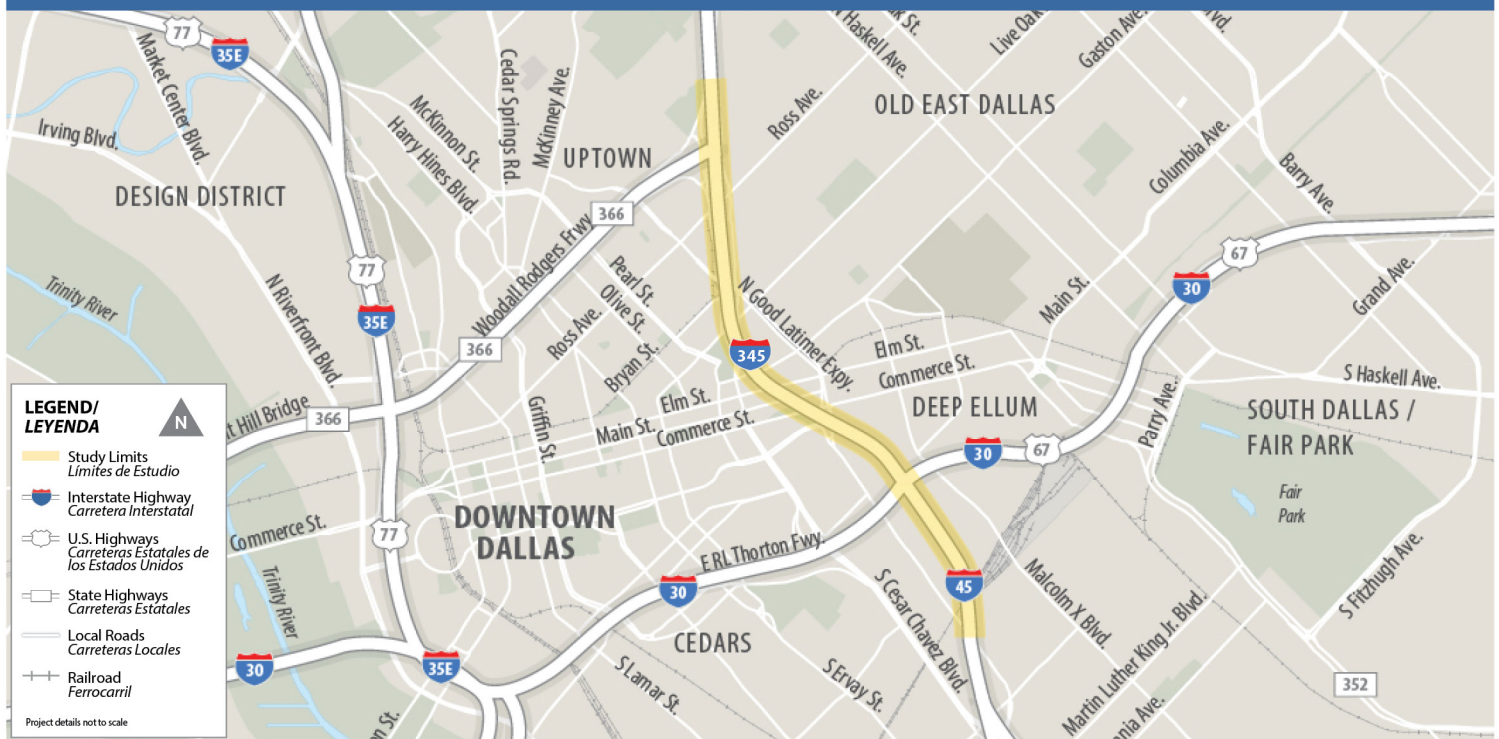 77
35E
Market Center Blvd.
Irving Blvd.
DESIGN DISTRICT
Cedar Springs Rd.
McKinney Ave.
McKinnon St.
Harry Hines Blvd.
UPTOWN
Haskell Ave.
St.
Live Oak
Gaston Ave.
Ross Ave.
OLD EAST DALLAS
Columbia Ave.
Barry Ave.
366
77
35E
Woodall Rodgers Frwy
366
Trinity River
N Riverfront Blvd.
Pearl St.
Olive St.
Ross Ave.
Bryan St.
N Good Latimer Expy.
345
Main St.
30
67
Grand Ave.
Elm St.
Commerce St.
S Haskell Ave.
DEEP ELLUM
SOUTH DALLAS /
FAIR PARK
Parry Ave.
Fair
Park
Hill Bridge
366
Griffin St.
Elm St.
Main St.
Commerce St.
30
67
DOWNTOWN
DALLAS
77
Commerce St.
Trinity River
E RL Thorton Fwy.
30
45
S Cesar Chavez Blvd.
Malcolm X Blvd.
S Fitzhugh Ave.
Martin Luther King Jr. Blvd.
CEDARS
S Lamar St.
S Ervay St.
30
35E
352
St.
Ave.
LEGEND/
LEYENDA
N
Study Limits
Límites de Estudio
Interstate Highway
Carretera Interstatal
U.S. Highways
Carreteras Estatales de
los Estados Unidos
State Highways
Carreteras Estatales
Local Roads
Carreteras Locales
Railroad
Ferrocarril
Project details not to scale